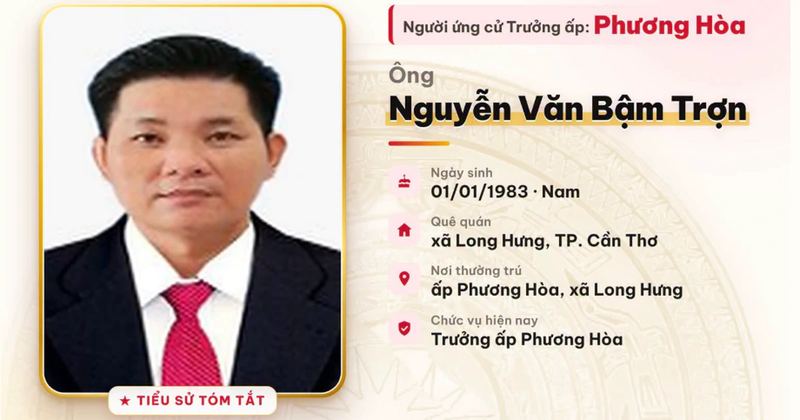 Người ứng cử Trưởng ấp: Phương Hòa
Ông
Nguyễn Văn Bậm Trợn
Ngày sinh
01/01/1983 · Nam
Quê quán
xã Long Hưng, TP. Cần Thơ
Nơi thường trú
ấp Phương Hòa, xã Long Hưng
Chức vụ hiện nay
Trưởng ấp Phương Hòa
★ TIỂU SỬ TÓM TẮT